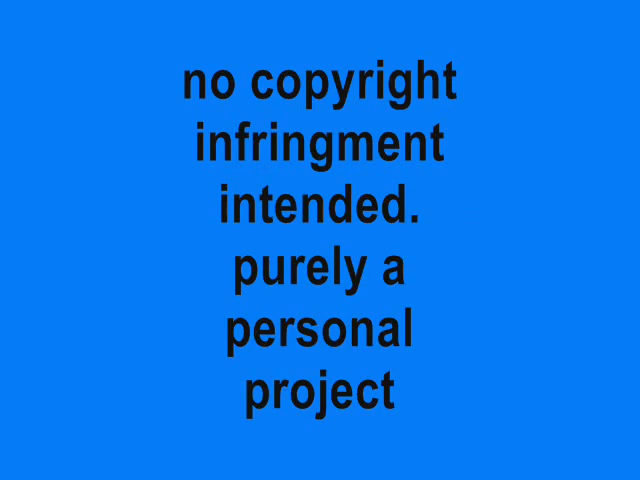 no copyright
infringment
intended.
purely a
personal
project